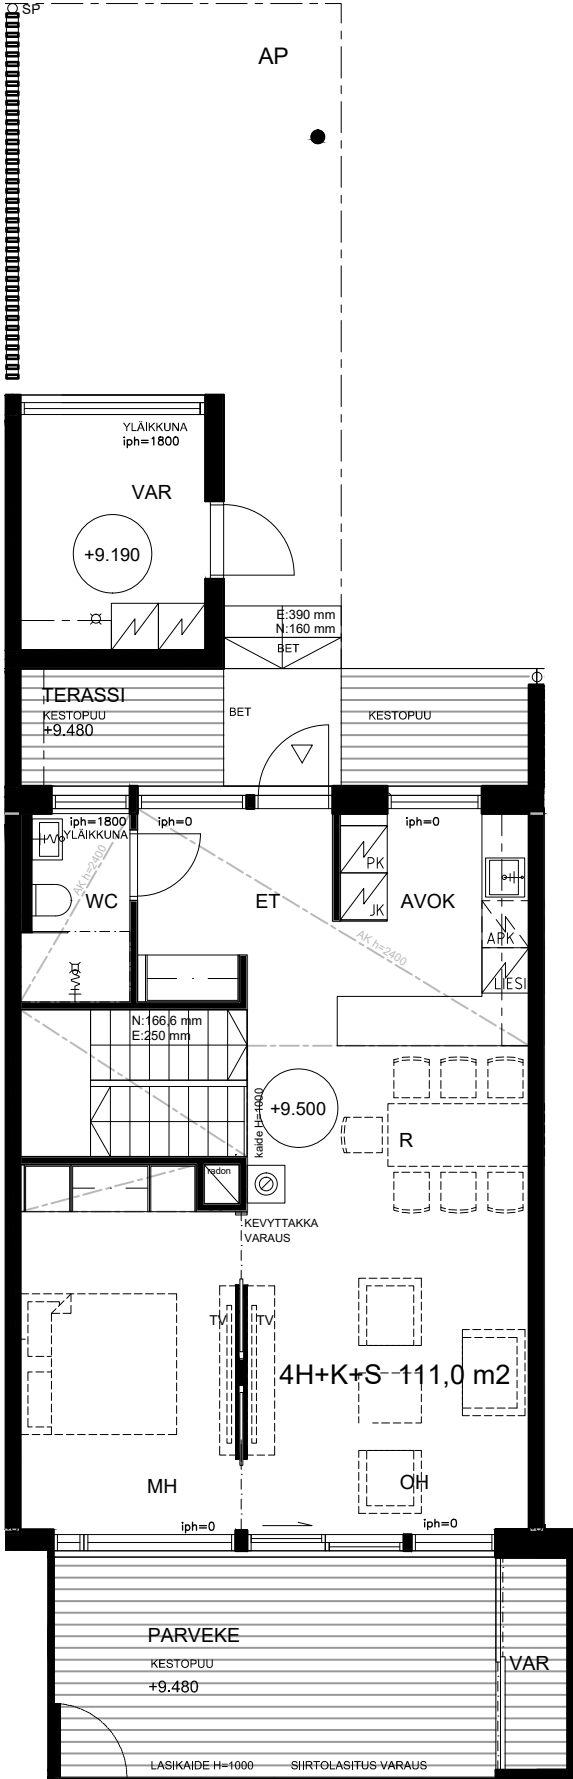 SP
AP
YLÄIKKUNA
iph=1800
VAR
+9.190
E:390 mm
N:160 mm
BET
TERASSI
KESTOPUU
+9.480
BET
KESTOPUU
iph=1800
YLÄIKKUNA
iph=0
iph=0
PK
JK
AK h=2400
WC
ET
AVOK
AK h=2400
APK
LIESI
N:166,6 mm
E:250 mm
kaide H=1000
+9.500
R
radon
KEVYTTAKKA
VARAUS
TV
TV
4H+K+S 111,0 m2
MH
OH
iph=0
iph=0
PARVEKE
KESTOPUU
+9.480
VAR
LASIKAIDE H=1000 SIIRTOLASITUS VARAUS